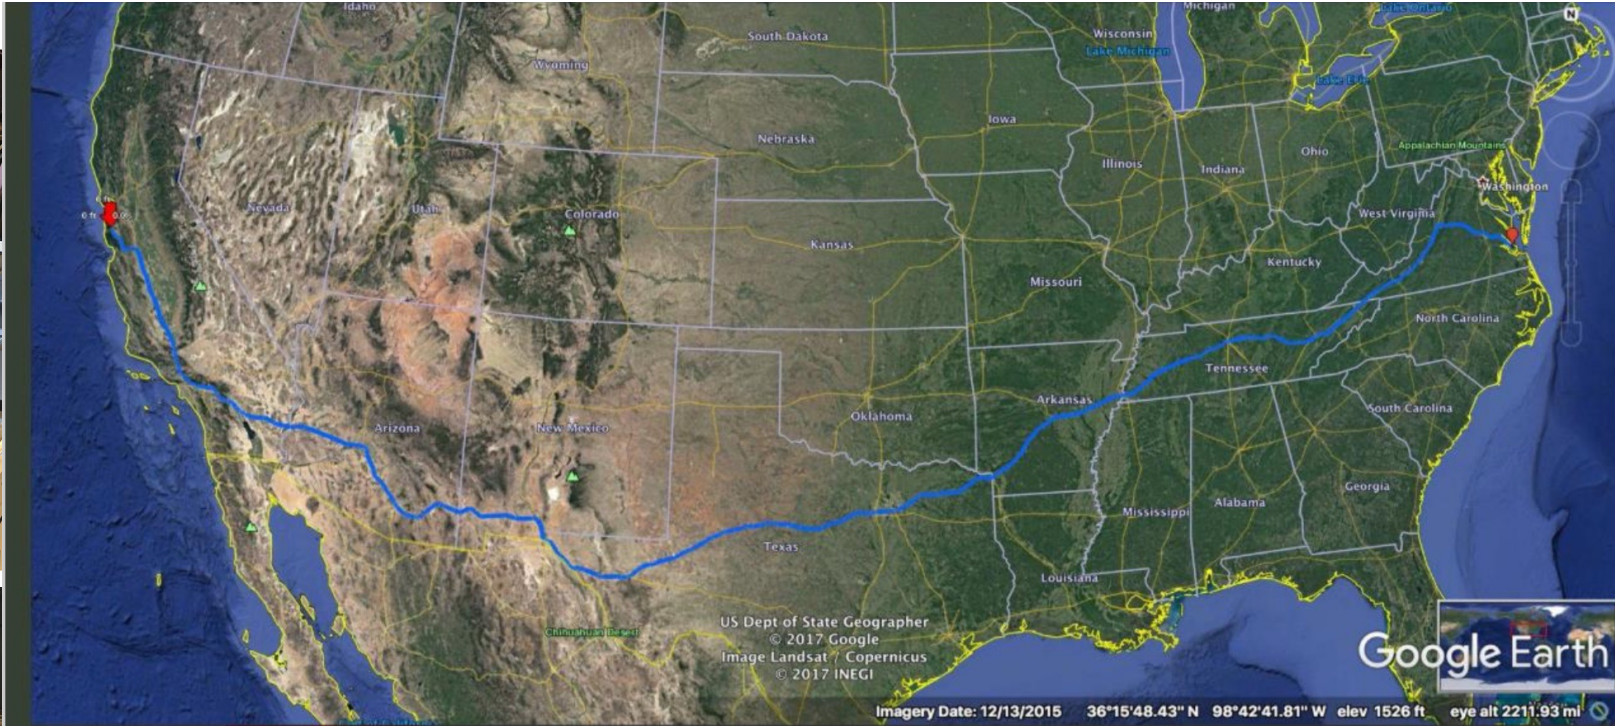 Idaho
Michigan
Lake Ontario
N
South Dakota
Wisconsin
Lake Michigan
Wyoming
Lake Erie
Iowa
Nebraska
Ohio
Appalachian Mountains
Illinois
Indiana
Washington
0 ft
Nevada
Utah
Colorado
West Virginia
Kansas
Kentucky
Missouri
North Carolina
Tennessee
Arkansas
South Carolina
Oklahoma
Arizona
New Mexico
Georgia
Alabama
Mississippi
Texas
Louisiana
Chihuahuan Desert
US Dept of State Geographer
© 2017 Google
Image Landsat / Copernicus
© 2017 INEGI
Google Earth
Imagery Date: 12/13/2015 36°15'48.43" N 98°42'41.81" W elev 1526 ft eye alt 2211.93 mi